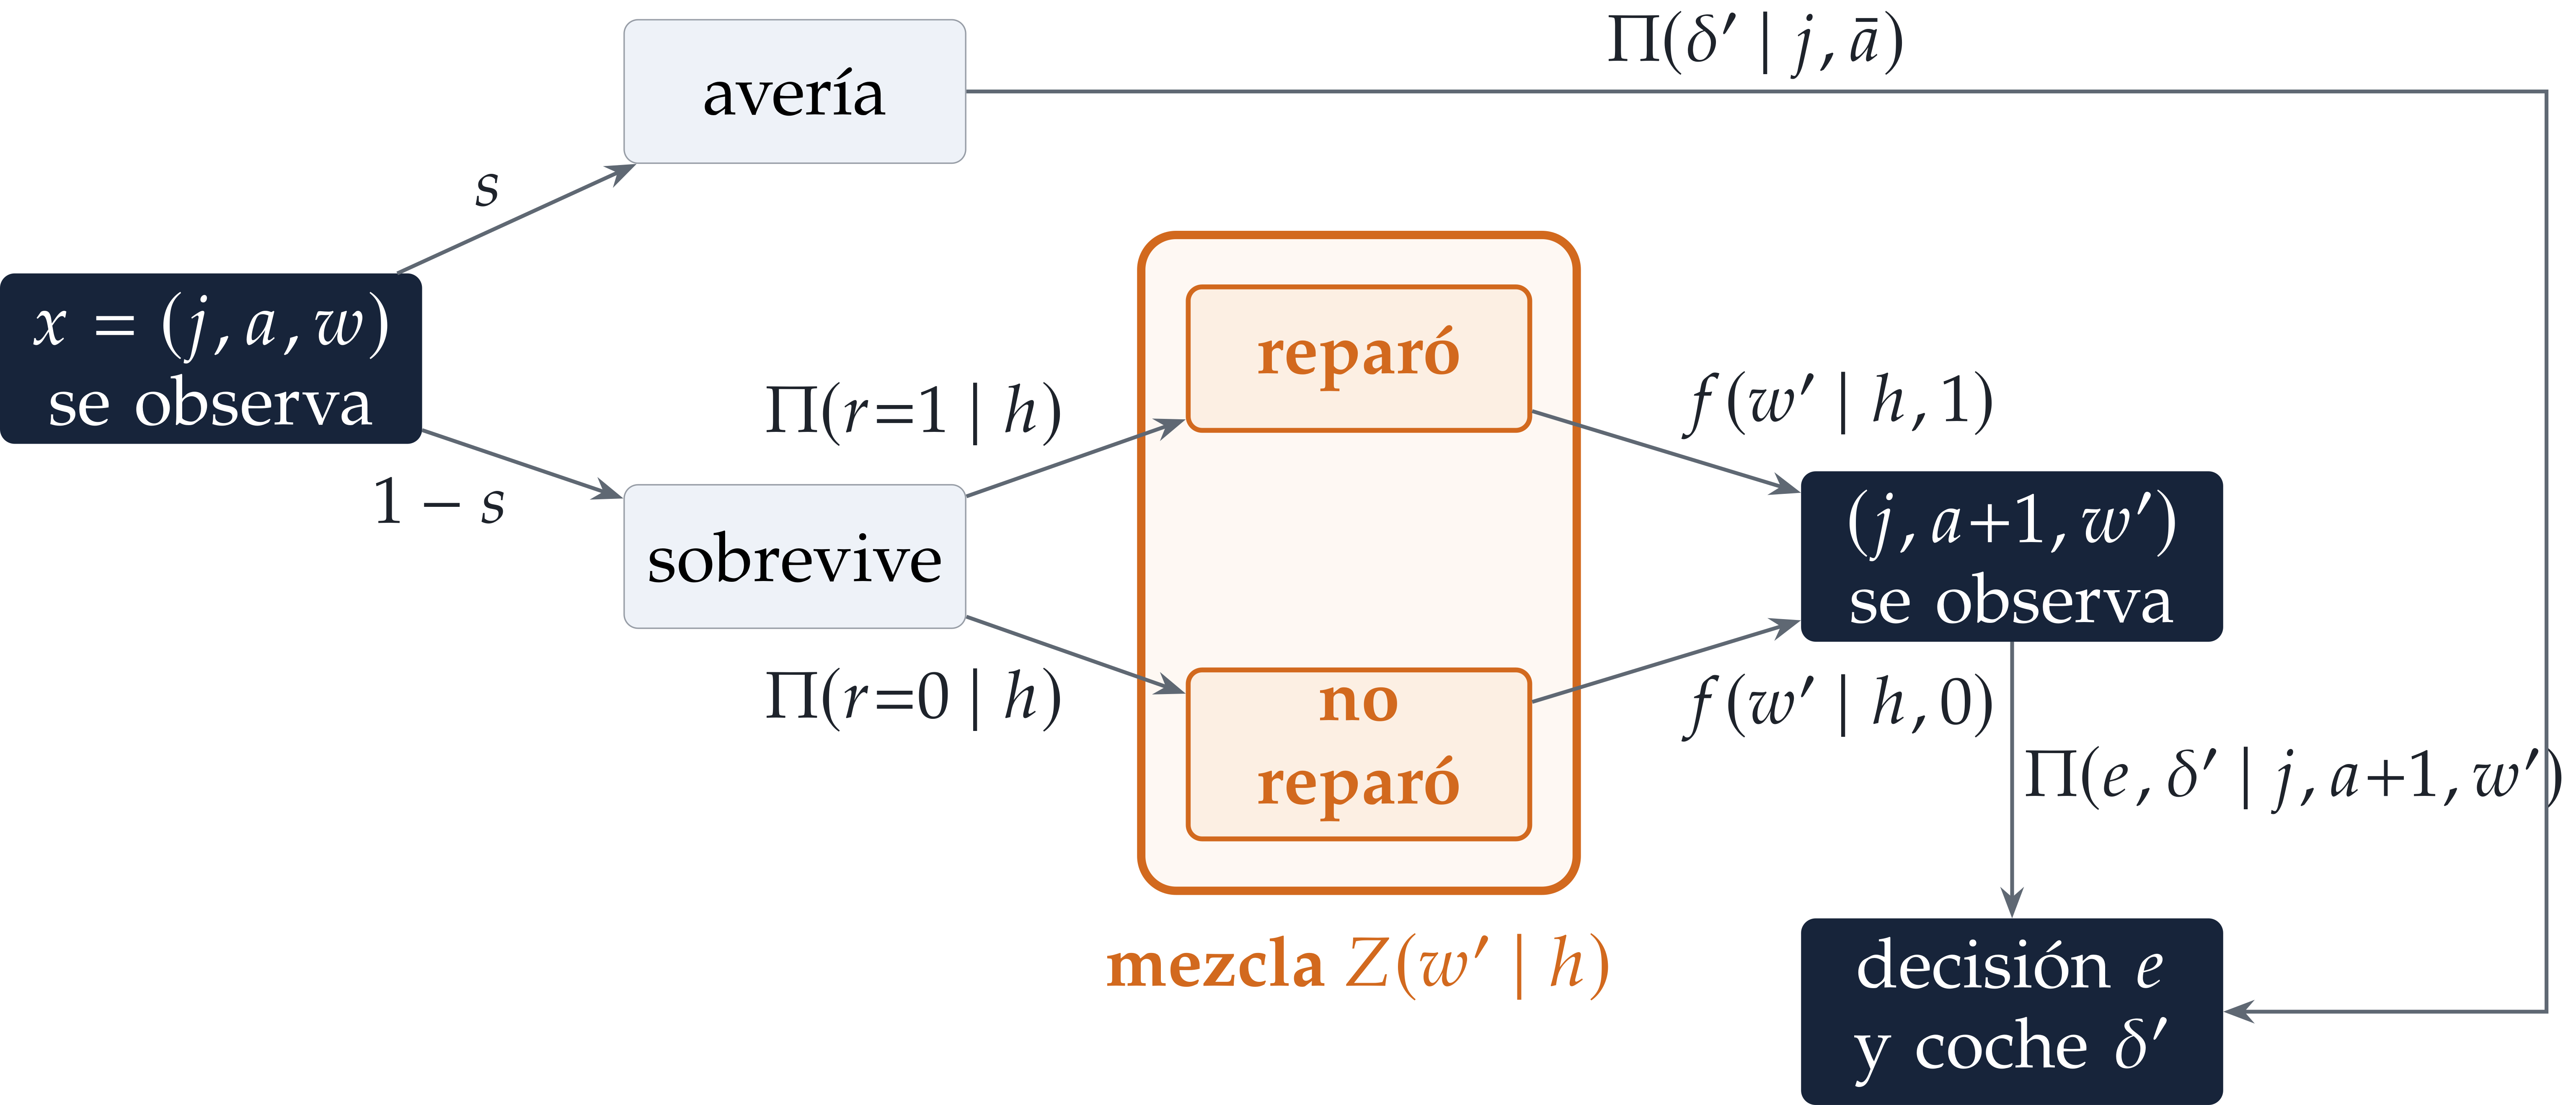 Π(δ′ | j, ā)
avería
s
x = (j, a, w)
se observa
1 − s
sobrevive
Π(r=1 | h)
Π(r=0 | h)
reparó
no
reparó
mezcla Z(w′ | h)
f(w′ | h, 1)
f(w′ | h, 0)
(j, a+1, w′)
se observa
Π(e, δ′ | j, a+1, w′)
decisión e
y coche δ′